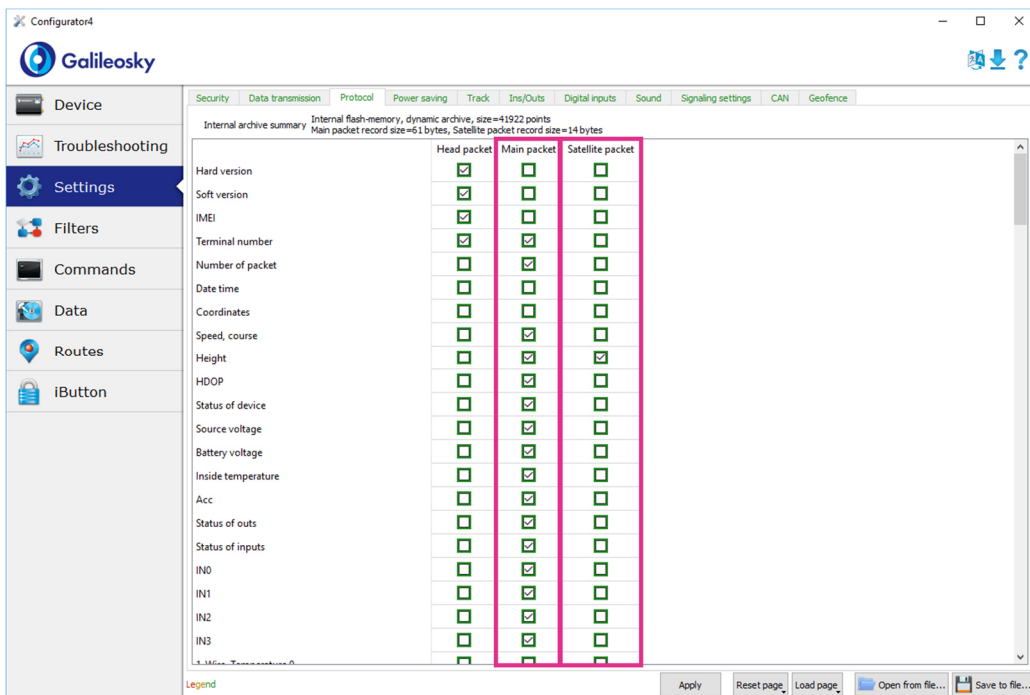 Configurator4
Galileosky
Device
Troubleshooting
Settings
Filters
Commands
Data
Routes
iButton
Security Data transmission Protocol Power saving Track Ins/Outs Digital inputs Sound Signaling settings CAN Geofence
Internal archive summary Internal flash-memory, dynamic archive, size=41922 points
Main packet record size=61 bytes, Satellite packet record size=14 bytes
Head packet Main packet Satellite packet
Hard version
Soft version
IMEI
Terminal number
Number of packet
Date time
Coordinates
Speed, course
Height
HDOP
Status of device
Source voltage
Battery voltage
Inside temperature
Acc
Status of outs
Status of inputs
IN0
IN1
IN2
IN3
Legend
Apply Reset page Load page Open from file... Save to file...